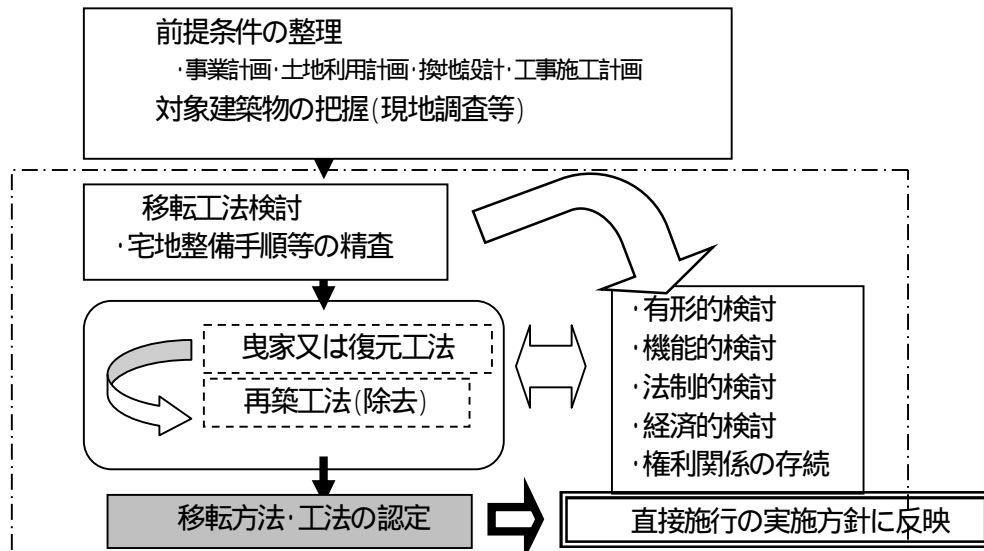 前提条件の整理
･事業計画･土地利用計画･換地設計･工事施工計画
対象建築物の把握(現地調査等)
移転工法検討
･宅地整備手順等の精査
曳家又は復元工法
再築工法(除去)
･有形的検討
･機能的検討
･法制的検討
･経済的検討
･権利関係の存続
移転方法･工法の認定
直接施行の実施方針に反映